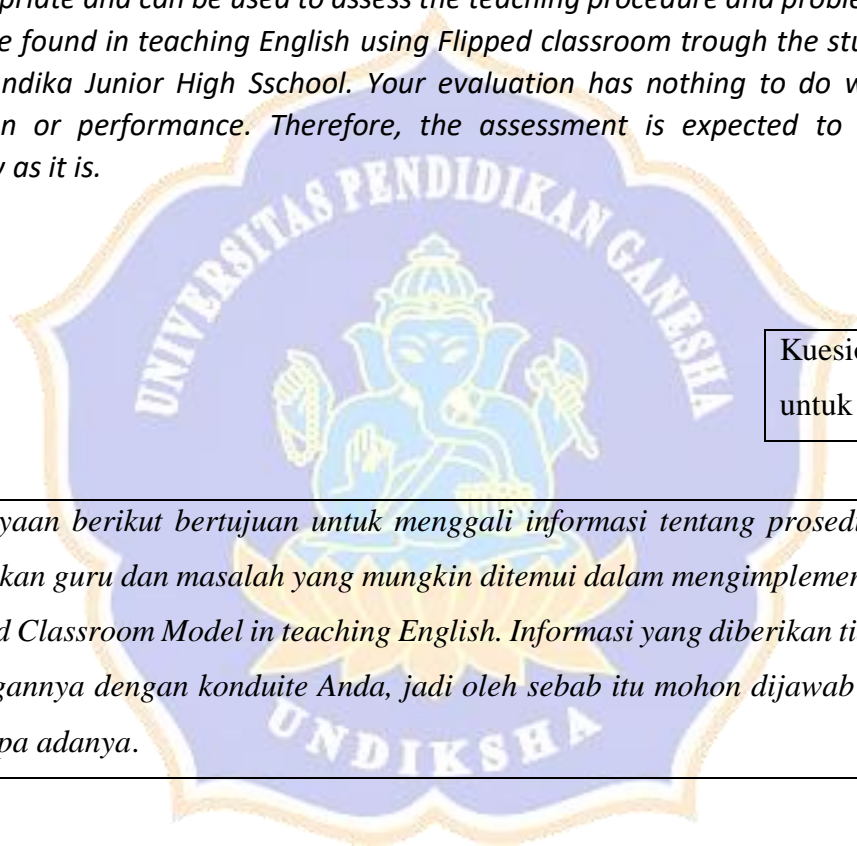 priate and can be used to assess the teaching procedure and proble
e found in teaching English using Flipped classroom trough the stu
ndika Junior High Sschool. Your evaluation has nothing to do w
n or performance. Therefore, the assessment is expected to
as it is.
UNIVERSITAS PENDIDIKAN GANESHA
Kuesio
untuk
yaan berikut bertujuan untuk menggali informasi tentang prosed
kan guru dan masalah yang mungkin ditemui dalam mengimplemen
d Classroom Model in teaching English. Informasi yang diberikan ti
gannya dengan konduite Anda, jadi oleh sebab itu mohon dijawab
pa adanya.
UNDIKSHA